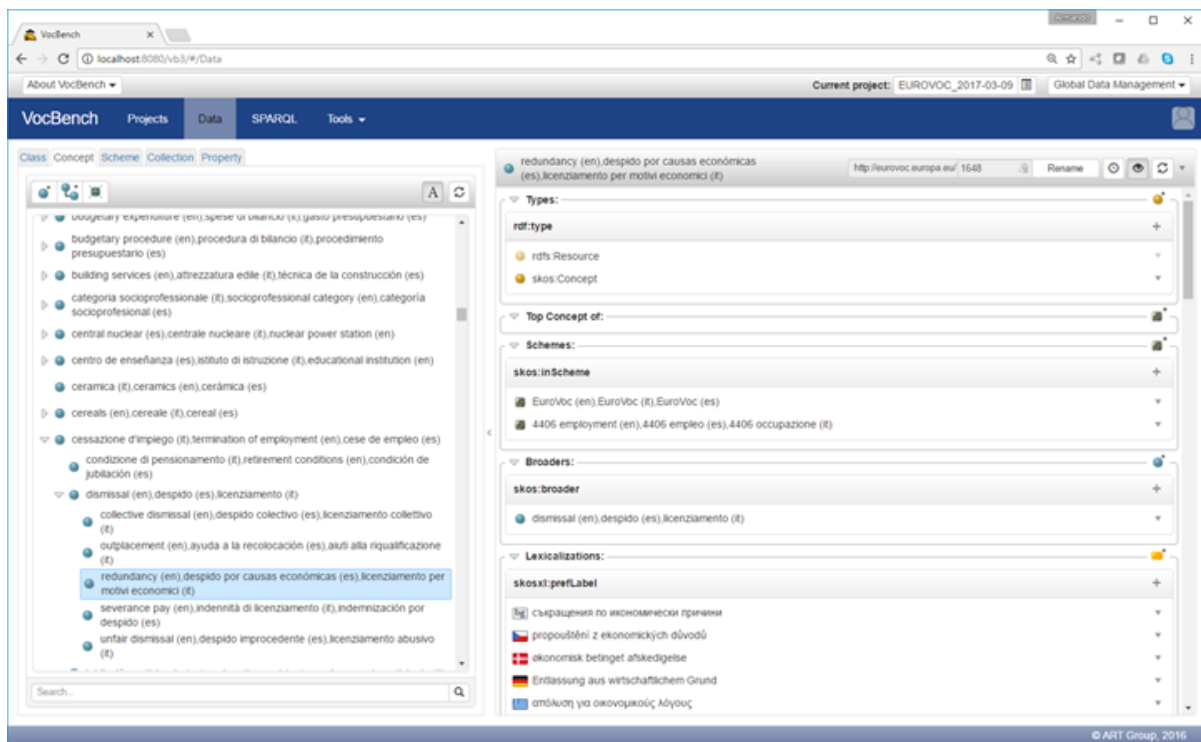 Armando
VocBench
localhost:8080/vb3/#/Data
About VocBench
Current project: EUROVOC_2017-03-09
Global Data Management
VocBench Projects Data SPARQL Tools
Class Concept Scheme Collection Property
A
budgetary expenditure (en),spese di bilancio (it),gasto presupuestario (es)
budgetary procedure (en),procedura di bilancio (it),procedimiento
presupuestario (es)
building services (en),attrezzatura edile (it),técnica de la construcción (es)
categoria socioprofessionale (it),socioprofessional category (en),categoría
socioprofesional (es)
central nuclear (es),centrale nucleare (it),nuclear power station (en)
centro de enseñanza (es),istituto di istruzione (it),educational institution (en)
ceramica (it),ceramics (en),cerámica (es)
cereals (en),cereale (it),cereal (es)
cessazione d'impiego (it),termination of employment (en),cese de empleo (es)
condizione di pensionamento (it),retirement conditions (en),condición de
jubilación (es)
dismissal (en),despido (es),licenziamento (it)
collective dismissal (en),despido colectivo (es),licenziamento collettivo
(it)
outplacement (en),ayuda a la recolocación (es),aiuti alla riqualificazione
(it)
redundancy (en),despido por causas económicas (es),licenziamento per
motivi economici (it)
severance pay (en),indennità di licenziamento (it),indemnización por
despido (es)
unfair dismissal (en),despido improcedente (es),licenziamento abusivo
(it)
Search...
redundancy (en),despido por causas económicas
(es),licenziamento per motivi economici (it)
http://eurovoc.europa.eu/ 1648
Rename
Types:
rdf:type
rdfs:Resource
skos:Concept
Top Concept of:
Schemes:
skos:inScheme
EuroVoc (en),EuroVoc (it),EuroVoc (es)
4406 employment (en),4406 empleo (es),4406 occupazione (it)
Broaders:
skos:broader
dismissal (en),despido (es),licenziamento (it)
Lexicalizations:
skosxl:prefLabel
bg съкращения по икономически причини
propouštění z ekonomických důvodů
økonomisk betinget afskedigelse
Entlassung aus wirtschaftlichem Grund
απόλυση για οικονομικούς λόγους
© ART Group, 2016